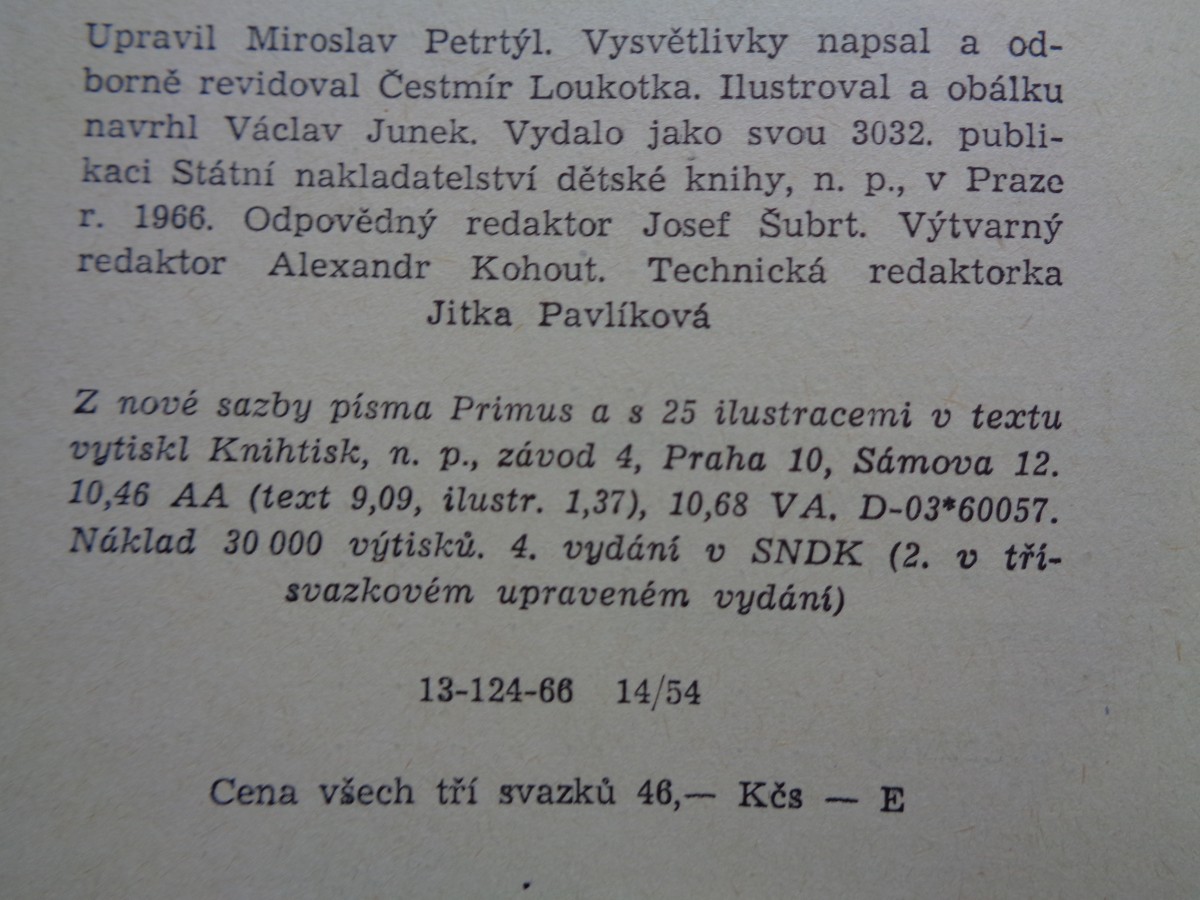 Upravil Miroslav Petrtýl. Vysvětlivky napsal a od-
borně revidoval Čestmír Loukotka. Ilustroval a obálku
navrhl Václav Junek. Vydalo jako svou 3032. publi-
kaci Státní nakladatelství dětské knihy, n. p., v Praze
r. 1966. Odpovědný redaktor Josef Šubrt. Výtvarný
redaktor Alexandr Kohout. Technická redaktorka
Jitka Pavlíková
Z nové sazby písma Primus a s 25 ilustracemi v textu
vytiskl Knihtisk, n. p., závod 4, Praha 10, Sámova 12.
10,46 AA (text 9,09, ilustr. 1,37), 10,68 VA. D-03*60057.
Náklad 30 000 výtisků. 4. vydání v SNDK (2. v tří-
svazkovém upraveném vydání)
13-124-66 14/54
Cena všech tří svazků 46,— Kčs — E